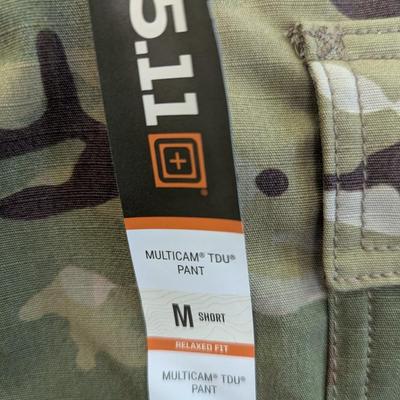 5.11
®
MULTICAM® TDU®
PANT
M SHORT
RELAXED FIT
MULTICAM® TDU®
PANT